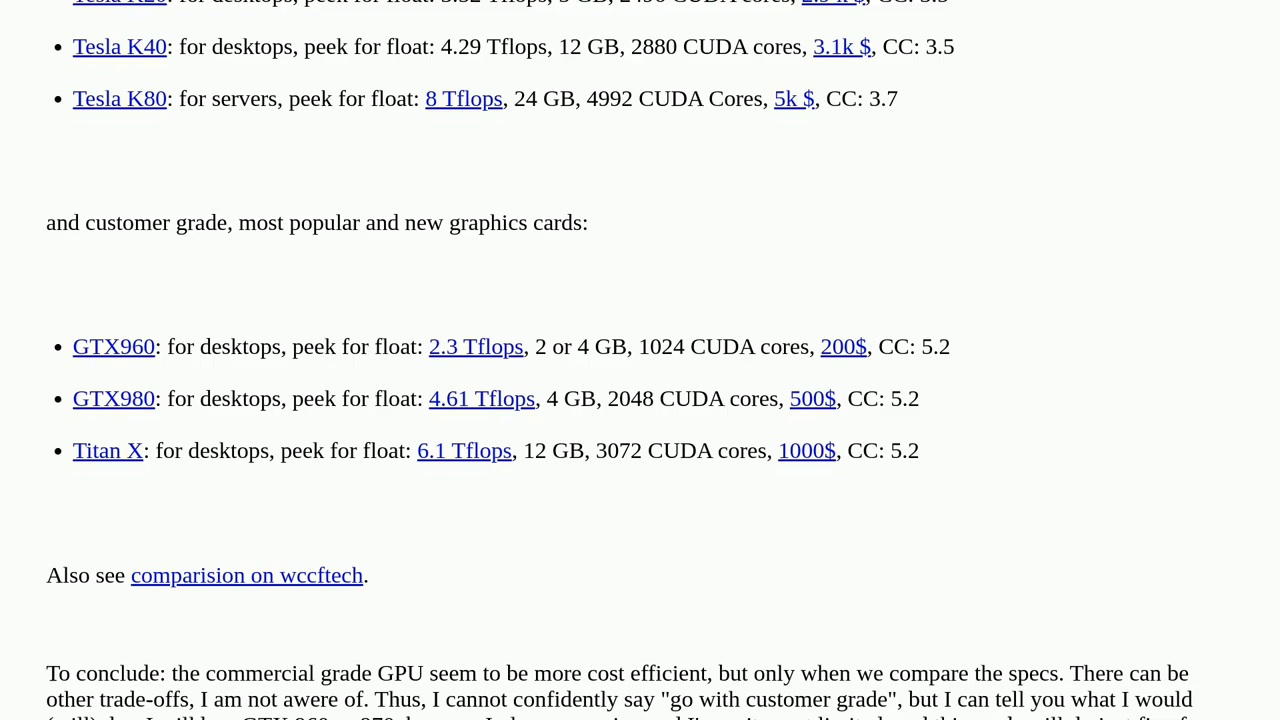 Tesla K40: for desktops, peek for float: 4.29 Tflops, 12 GB, 2880 CUDA cores, 3.1k $, CC: 3.5
Tesla K80: for servers, peek for float: 8 Tflops, 24 GB, 4992 CUDA Cores, 5k $, CC: 3.7
and customer grade, most popular and new graphics cards:
GTX960: for desktops, peek for float: 2.3 Tflops, 2 or 4 GB, 1024 CUDA cores, 200$, CC: 5.2
GTX980: for desktops, peek for float: 4.61 Tflops, 4 GB, 2048 CUDA cores, 500$, CC: 5.2
Titan X: for desktops, peek for float: 6.1 Tflops, 12 GB, 3072 CUDA cores, 1000$, CC: 5.2
Also see comparision on wccftech.
To conclude: the commercial grade GPU seem to be more cost efficient, but only when we compare the specs. There can be
other trade-offs, I am not awere of. Thus, I cannot confidently say "go with customer grade", but I can tell you what I would